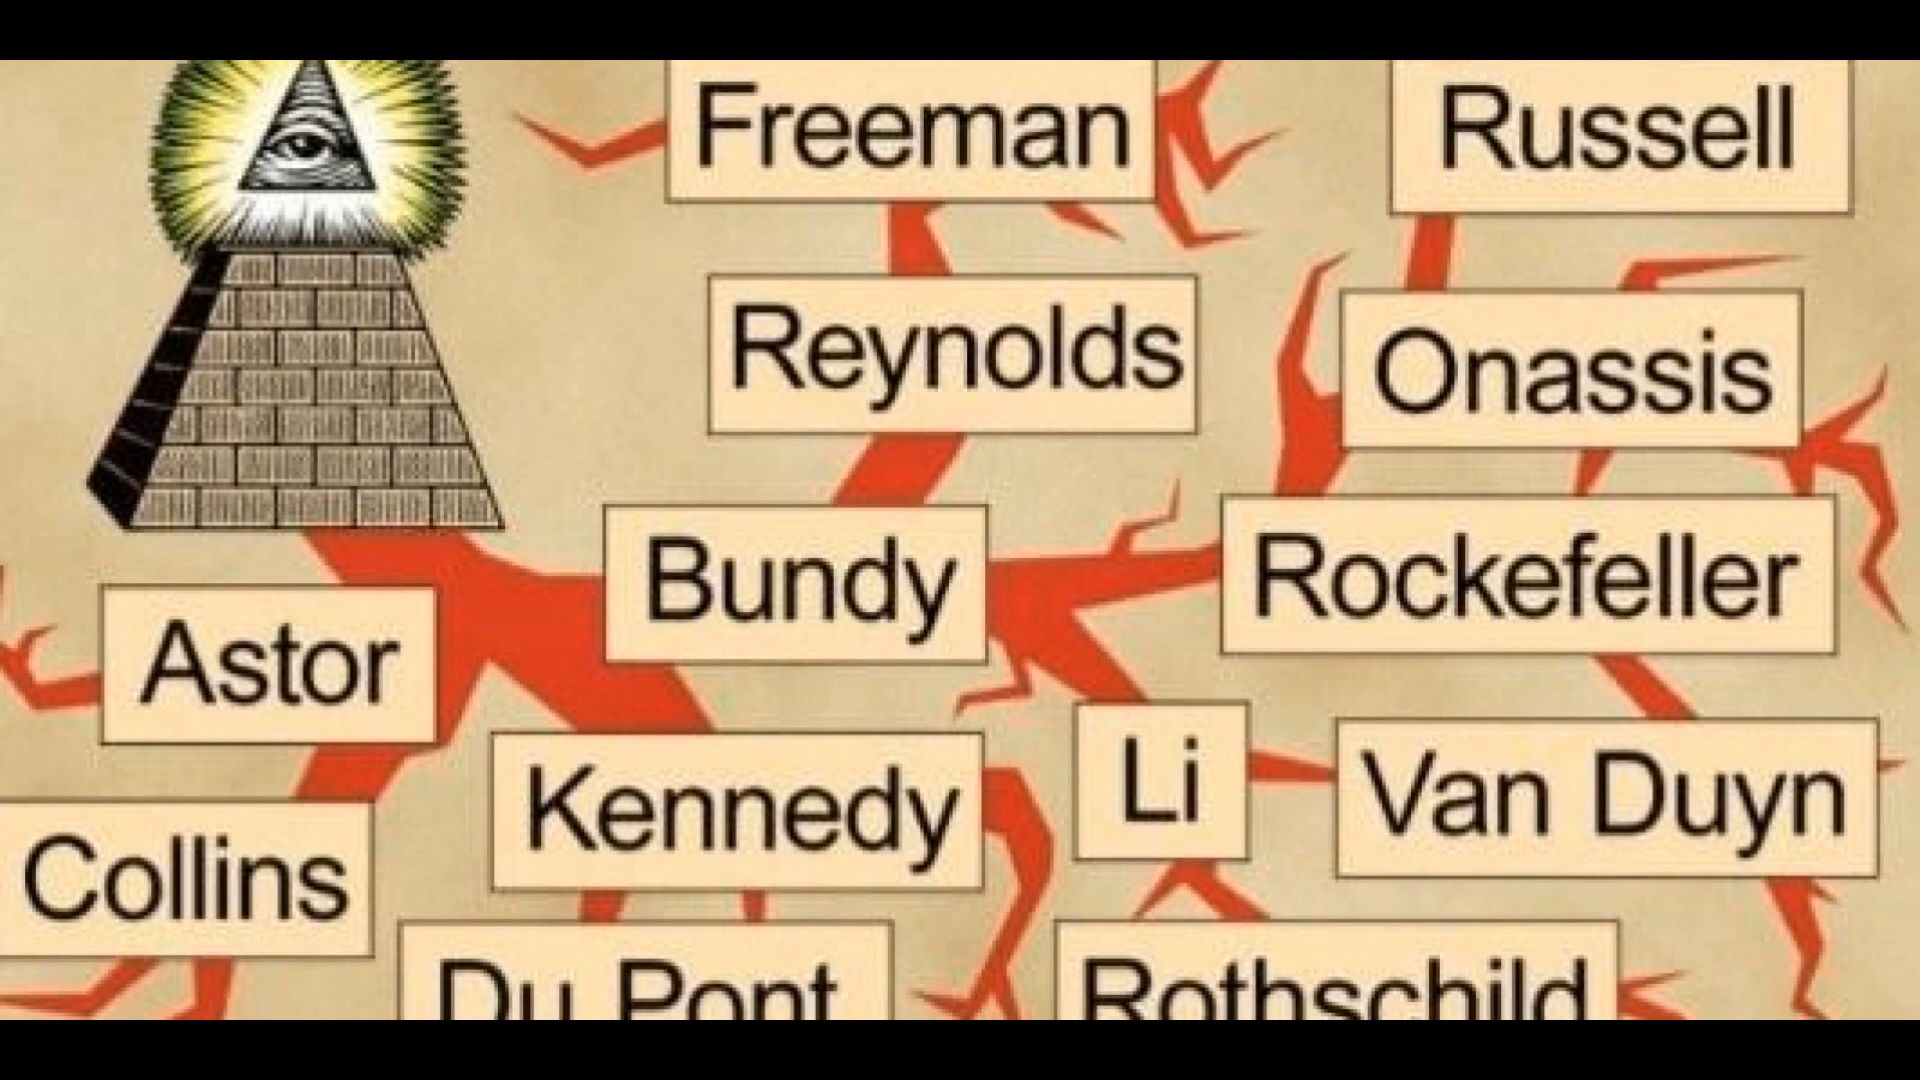 Freeman
Russell
Reynolds
Onassis
Bundy
Rockefeller
Astor
Li
Van Duyn
Kennedy
Collins
Du Pont
Rothschild